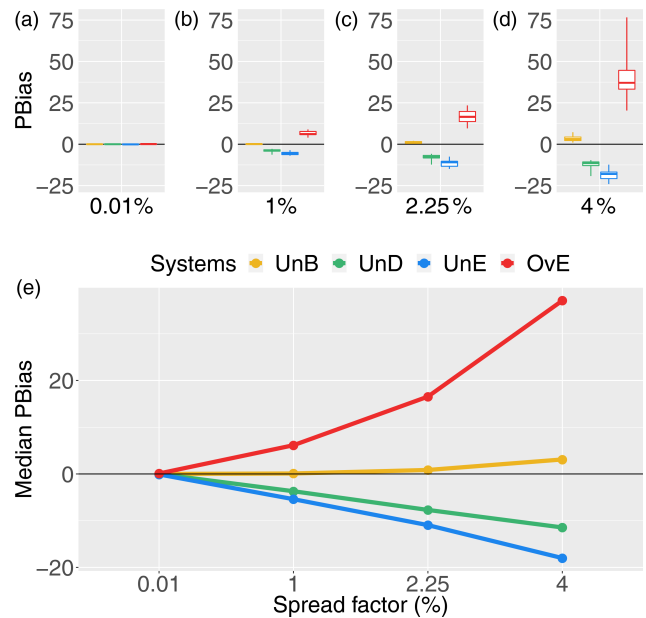 (a) (b) (c) (d)
PBias
75 75 75 75
50 50 50 50
25 25 25 25
0 0 0 0
−25 −25 −25 −25
0.01% 1% 2.25% 4%
Systems UnB UnD UnE OvE
(e)
Median PBias
20
0
−20
0.01 1 2.25 4
Spread factor (%)